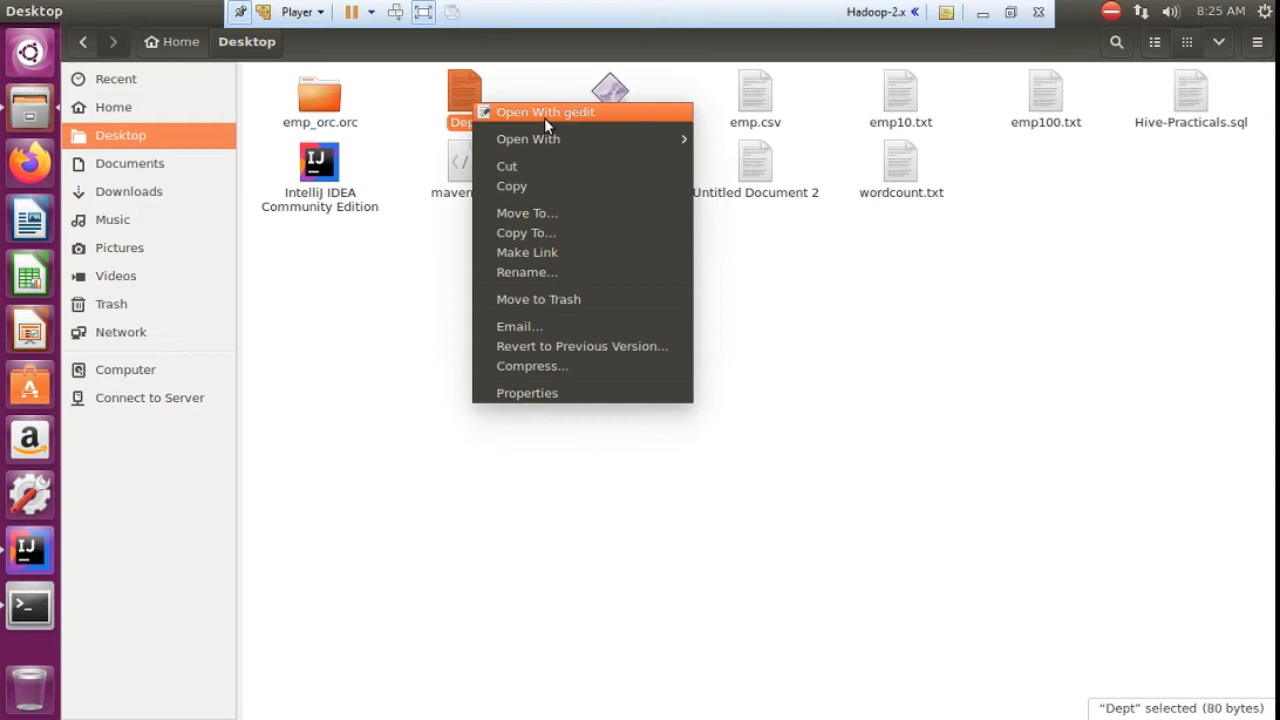 Desktop
Player
Hadoop-2.x
8:25 AM
Home
Desktop
Recent
Home
Desktop
Documents
Downloads
Music
Pictures
Videos
Trash
Network
Computer
Connect to Server
emp_orc.orc
emp.csv
emp10.txt
emp100.txt
Hive-Practicals.sql
IntelliJ IDEA
Community Edition
Untitled Document 2
wordcount.txt
Open With gedit
Open With
Cut
Copy
Move To...
Copy To...
Make Link
Rename...
Move to Trash
Email...
Revert to Previous Version...
Compress...
Properties
"Dept" selected (80 bytes)